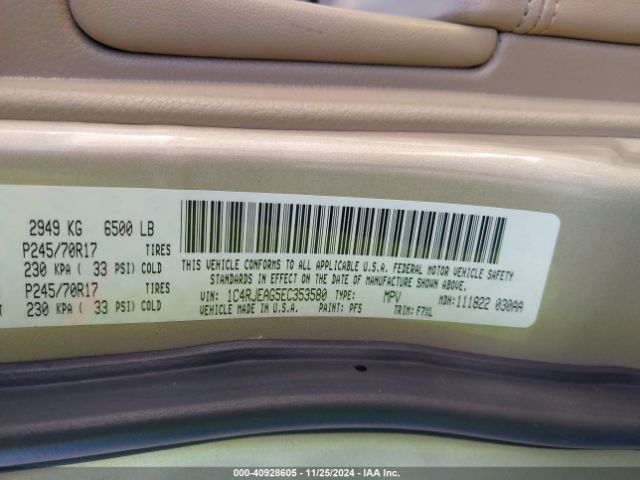 2949 KG 6500 LB
P245/70R17 TIRES
230 KPA ( 33 PSI) COLD
P245/70R17 TIRES
230 KPA ( 33 PSI) COLD
THIS VEHICLE CONFORMS TO ALL APPLICABLE U.S.A. FEDERAL MOTOR VEHICLE SAFETY
STANDARDS IN EFFECT ON THE DATE OF MANUFACTURE SHOWN ABOVE.
VIN: 1C4RJEAG5EC353580 TYPE: MPV MDH: 111822 030AA
VEHICLE MADE IN U.S.A. PAINT: PFS TRIM: F7XL
000-40928605 - 11/25/2024 - IAA Inc.